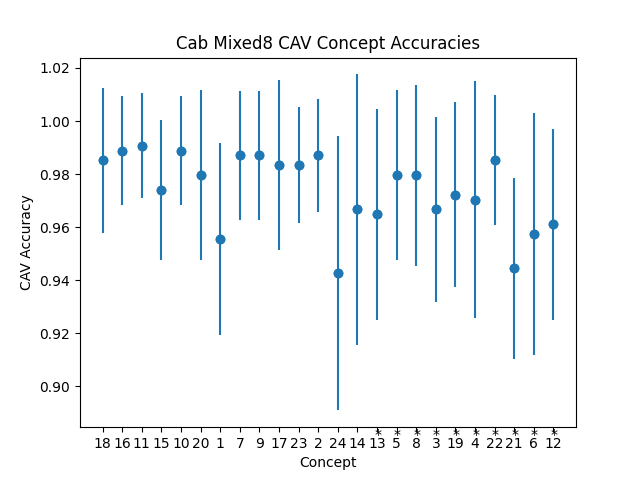 Cab Mixed8 CAV Concept Accuracies
1.02
1.00
0.98
0.96
0.94
0.92
0.90
CAV Accuracy
* * * * * * * * * *
18 16 11 15 10 20 1 7 9 17 23 2 24 14 13 5 8 3 19 4 22 21 6 12
Concept